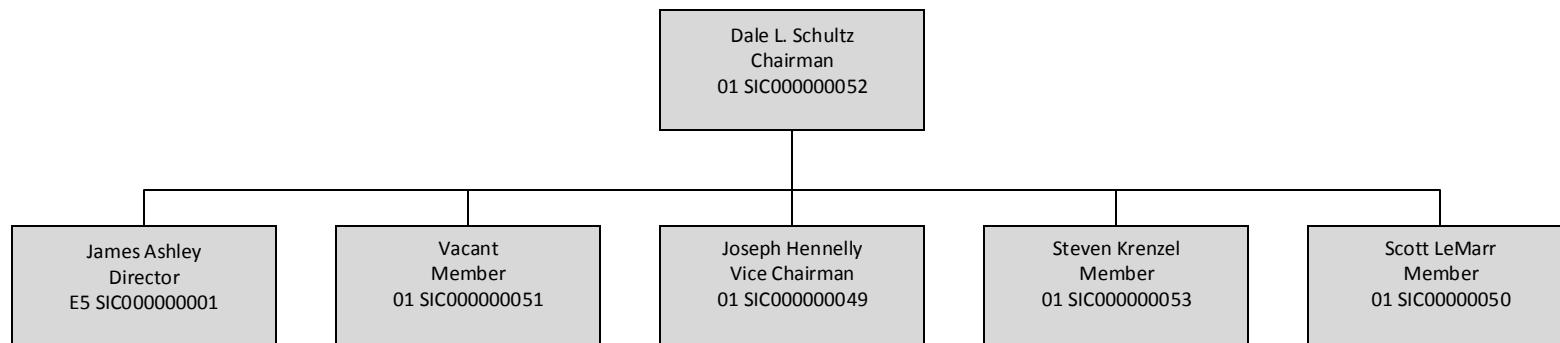 Dale L. Schultz
Chairman
01 SIC000000052
James Ashley
Director
E5 SIC000000001
Vacant
Member
01 SIC000000051
Joseph Hennelly
Vice Chairman
01 SIC000000049
Steven Krenzel
Member
01 SIC000000053
Scott LeMarr
Member
01 SIC00000050